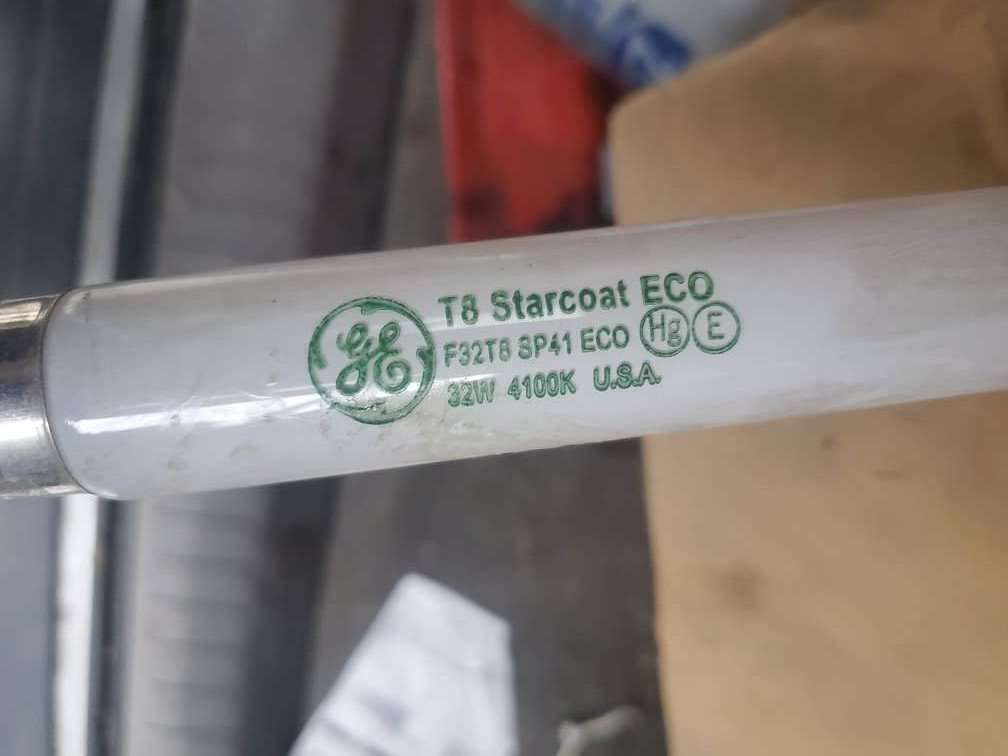 GE
T8 Starcoat ECO
F32T8 SP41 ECO Hg E
32W 4100K U.S.A.